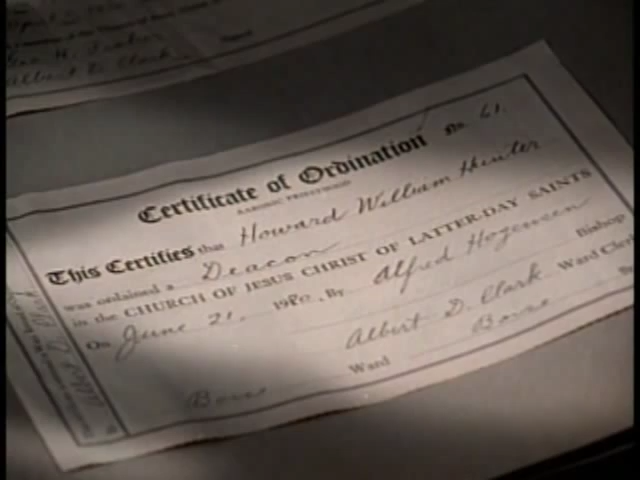 Albert D. Clark
Certificate of Ordination No. 61.
AARONIC PRIESTHOOD
This Certifies that Howard William Hunter
was ordained a Deacon
in the CHURCH OF JESUS CHRIST OF LATTER-DAY SAINTS
On June 21, 1920, By Alfred Hogensen
Bishop
Albert D. Clark Ward Clerk
Boise Ward Boise